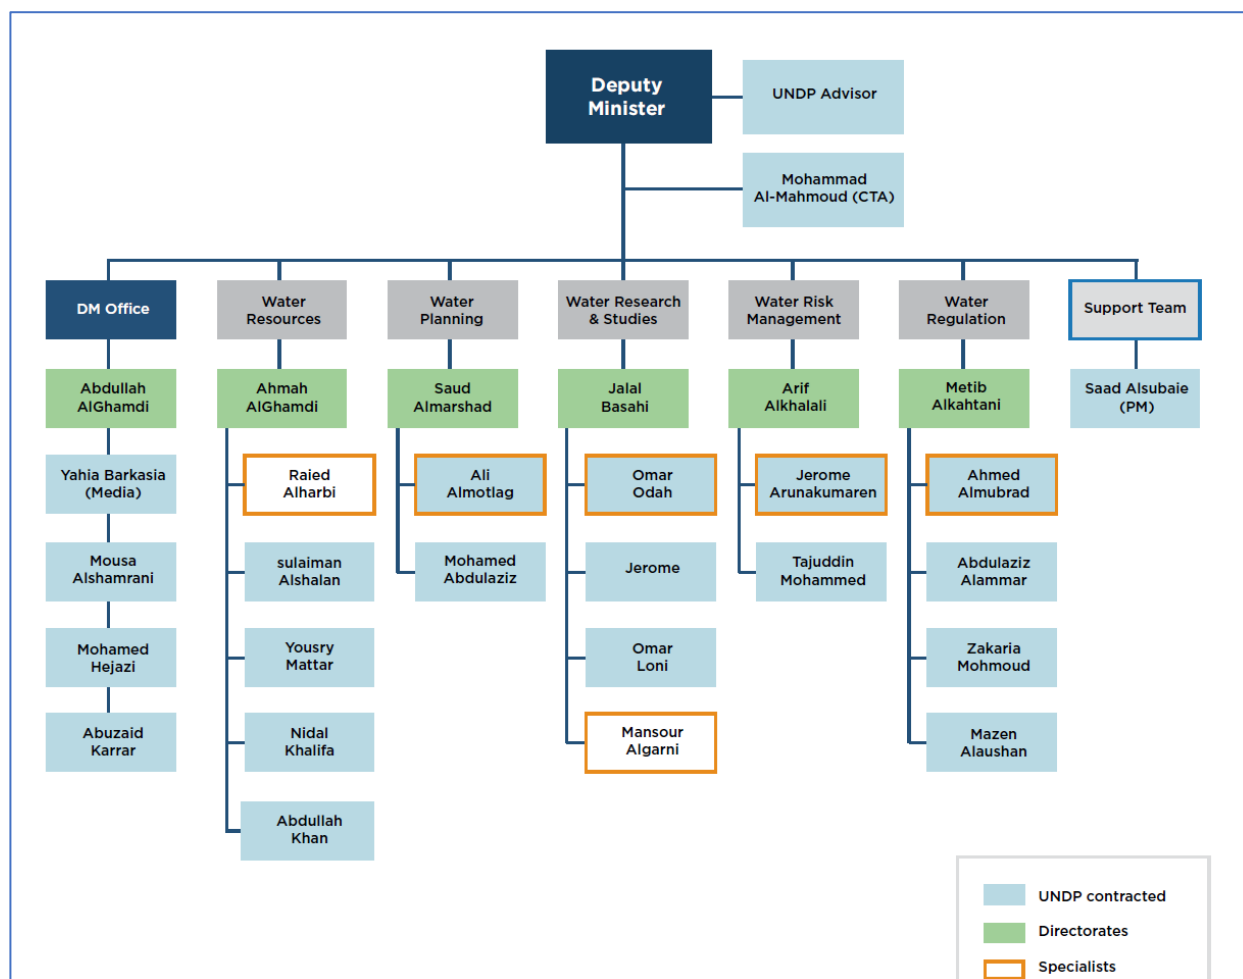 Deputy
Minister
UNDP Advisor
Mohammad
Al-Mahmoud (CTA)
DM Office
Water
Resources
Water
Planning
Water Research
& Studies
Water Risk
Management
Water
Regulation
Support Team
Abdullah
AlGhamdi
Ahmah
AlGhamdi
Saud
Almarshad
Jalal
Basahi
Arif
Alkhalali
Metib
Alkahtani
Saad Alsubaie
(PM)
Yahia Barkasia
(Media)
Raied
Alharbi
Ali
Almotlag
Omar
Odah
Jerome
Arunakumaren
Ahmed
Almubrad
Mousa
Alshamrani
sulaiman
Alshalan
Mohamed
Abdulaziz
Jerome
Tajuddin
Mohammed
Abdulaziz
Alammar
Mohamed
Hejazi
Yousry
Mattar
Omar
Loni
Zakaria
Mohmoud
Abuzaid
Karrar
Nidal
Khalifa
Mansour
Algarni
Mazen
Alaushan
Abdullah
Khan
UNDP contracted
Directorates
Specialists